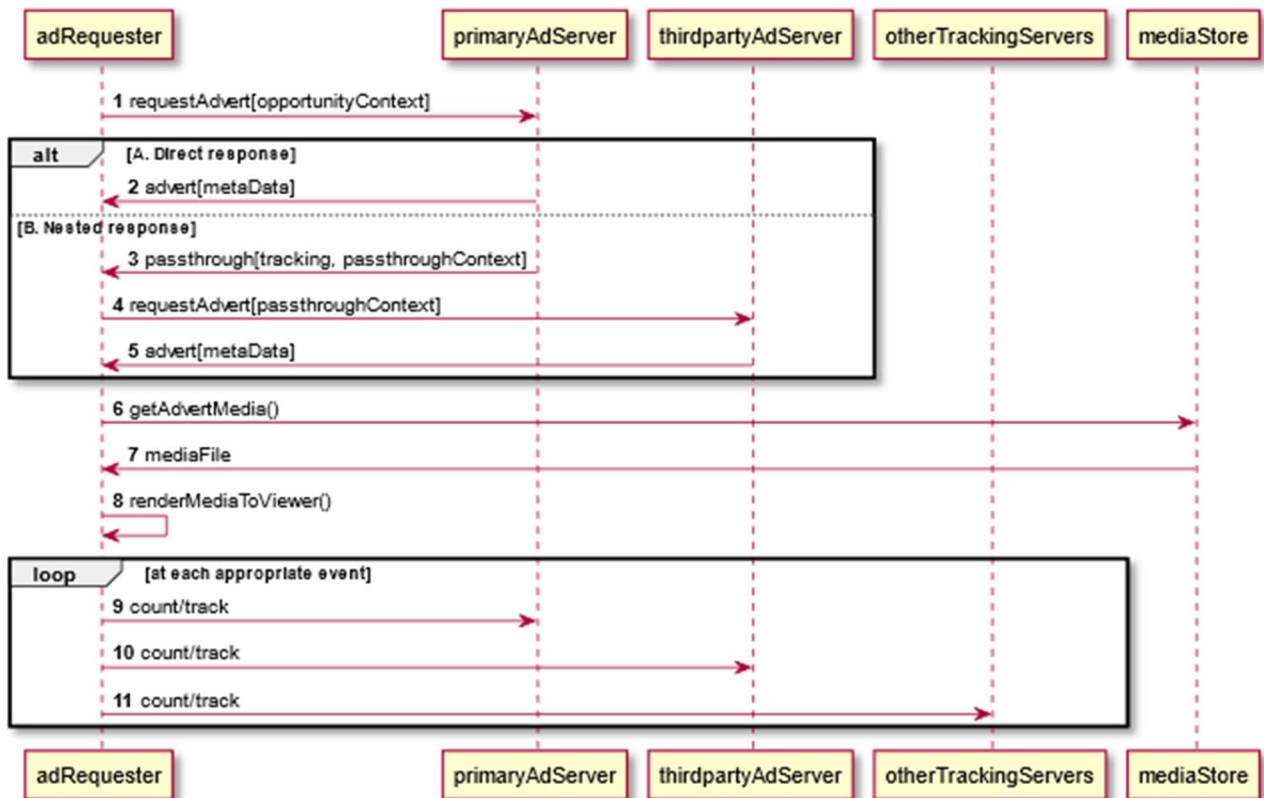 adRequester primaryAdServer thirdpartyAdServer otherTrackingServers mediaStore
1 requestAdvert[opportunityContext]
alt [A. Direct response]
2 advert[metaData]
[B. Nested response]
3 passthrough[tracking, passthroughContext]
4 requestAdvert[passthroughContext]
5 advert[metaData]
6 getAdvertMedia()
7 mediaFile
8 renderMediaToViewer()
loop [at each appropriate event]
9 count/track
10 count/track
11 count/track
adRequester primaryAdServer thirdpartyAdServer otherTrackingServers mediaStore